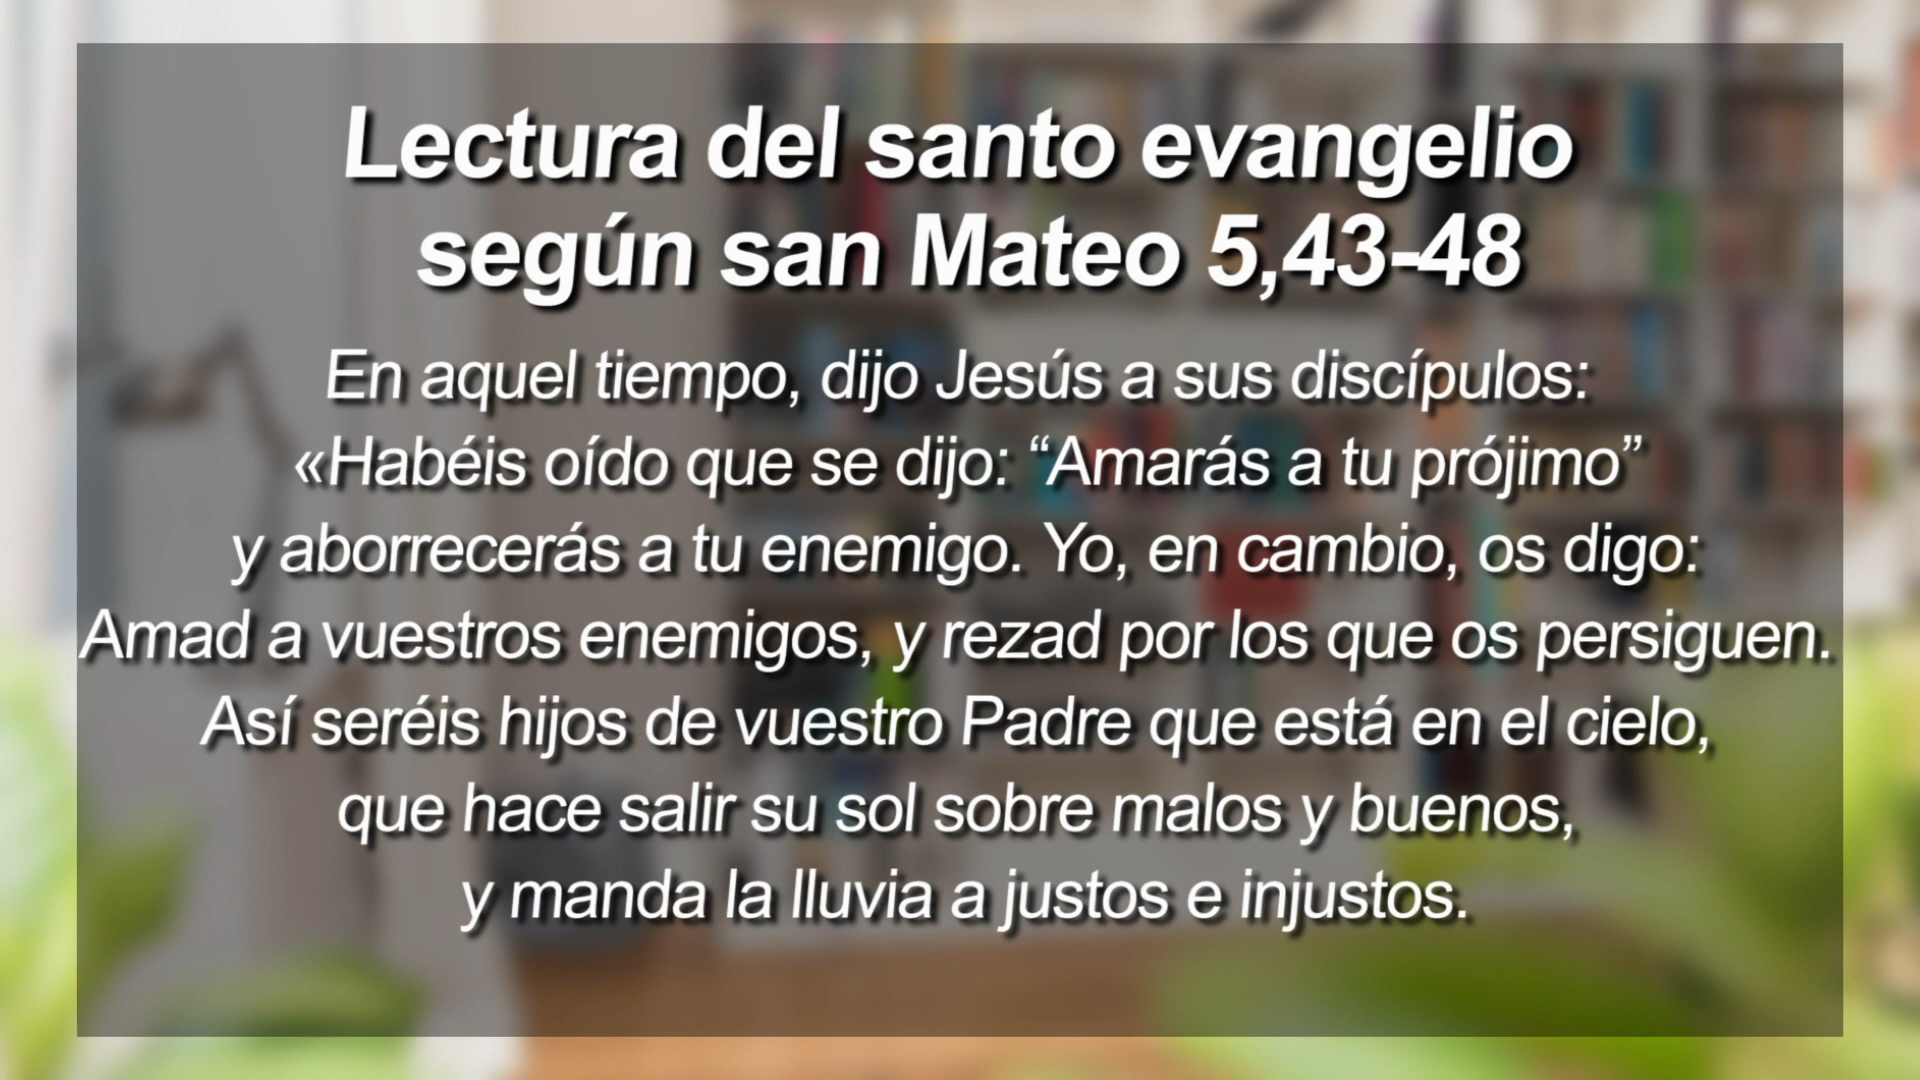 Lectura del santo evangelio
según san Mateo 5,43-48
En aquel tiempo, dijo Jesús a sus discípulos:
«Habéis oído que se dijo: “Amarás a tu prójimo”
y aborrecerás a tu enemigo. Yo, en cambio, os digo:
Amad a vuestros enemigos, y rezad por los que os persiguen.
Así seréis hijos de vuestro Padre que está en el cielo,
que hace salir su sol sobre malos y buenos,
y manda la lluvia a justos e injustos.